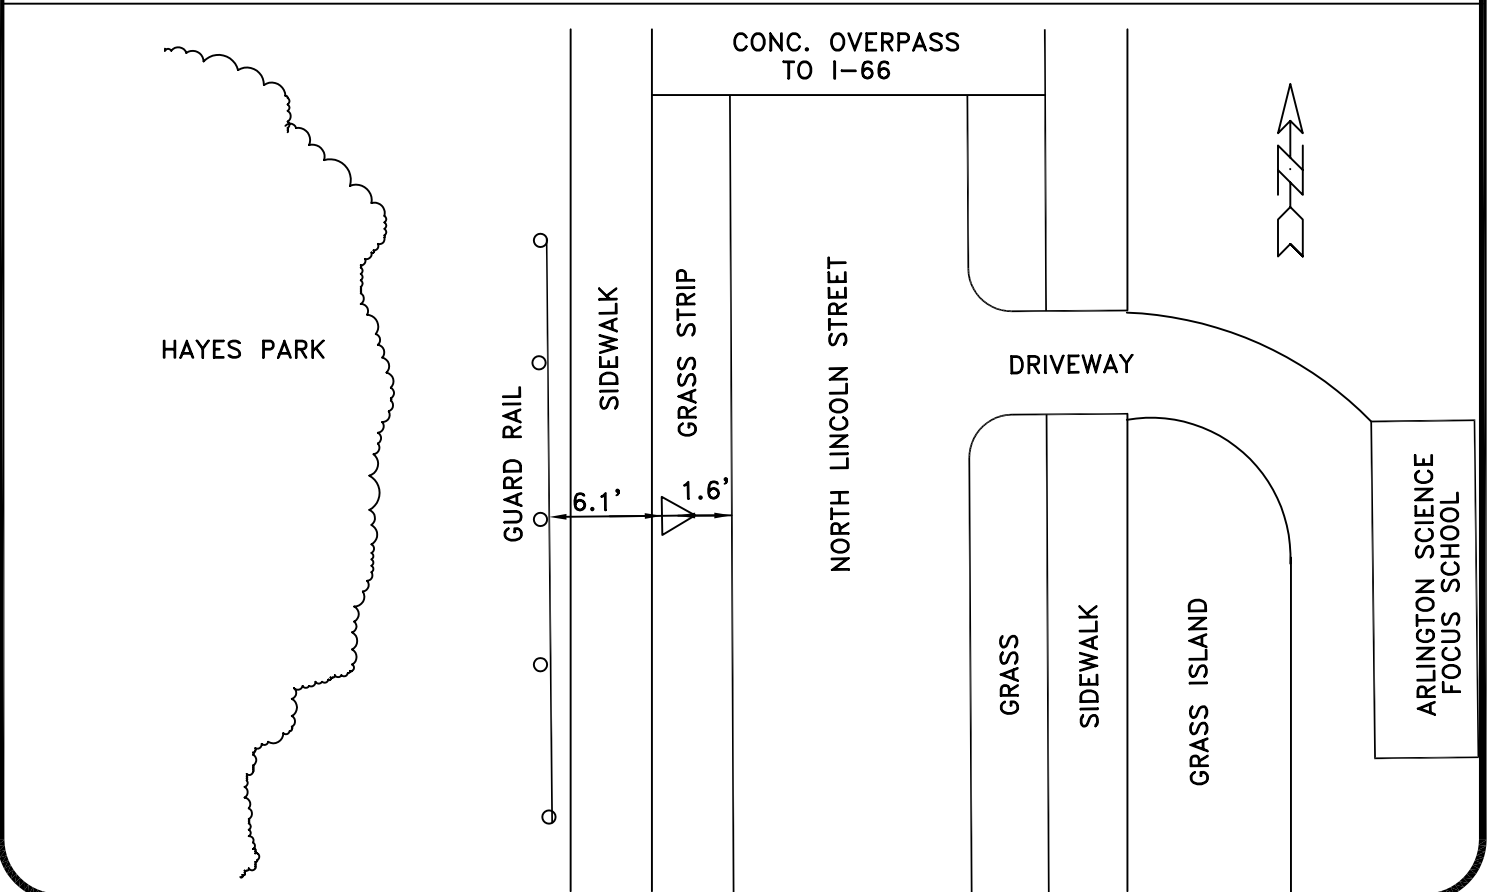 CONC. OVERPASS
TO I-66
N
HAYES PARK
GUARD RAIL
SIDEWALK
GRASS STRIP
NORTH LINCOLN STREET
DRIVEWAY
6.1'
1.6'
GRASS
SIDEWALK
GRASS ISLAND
ARLINGTON SCIENCE
FOCUS SCHOOL